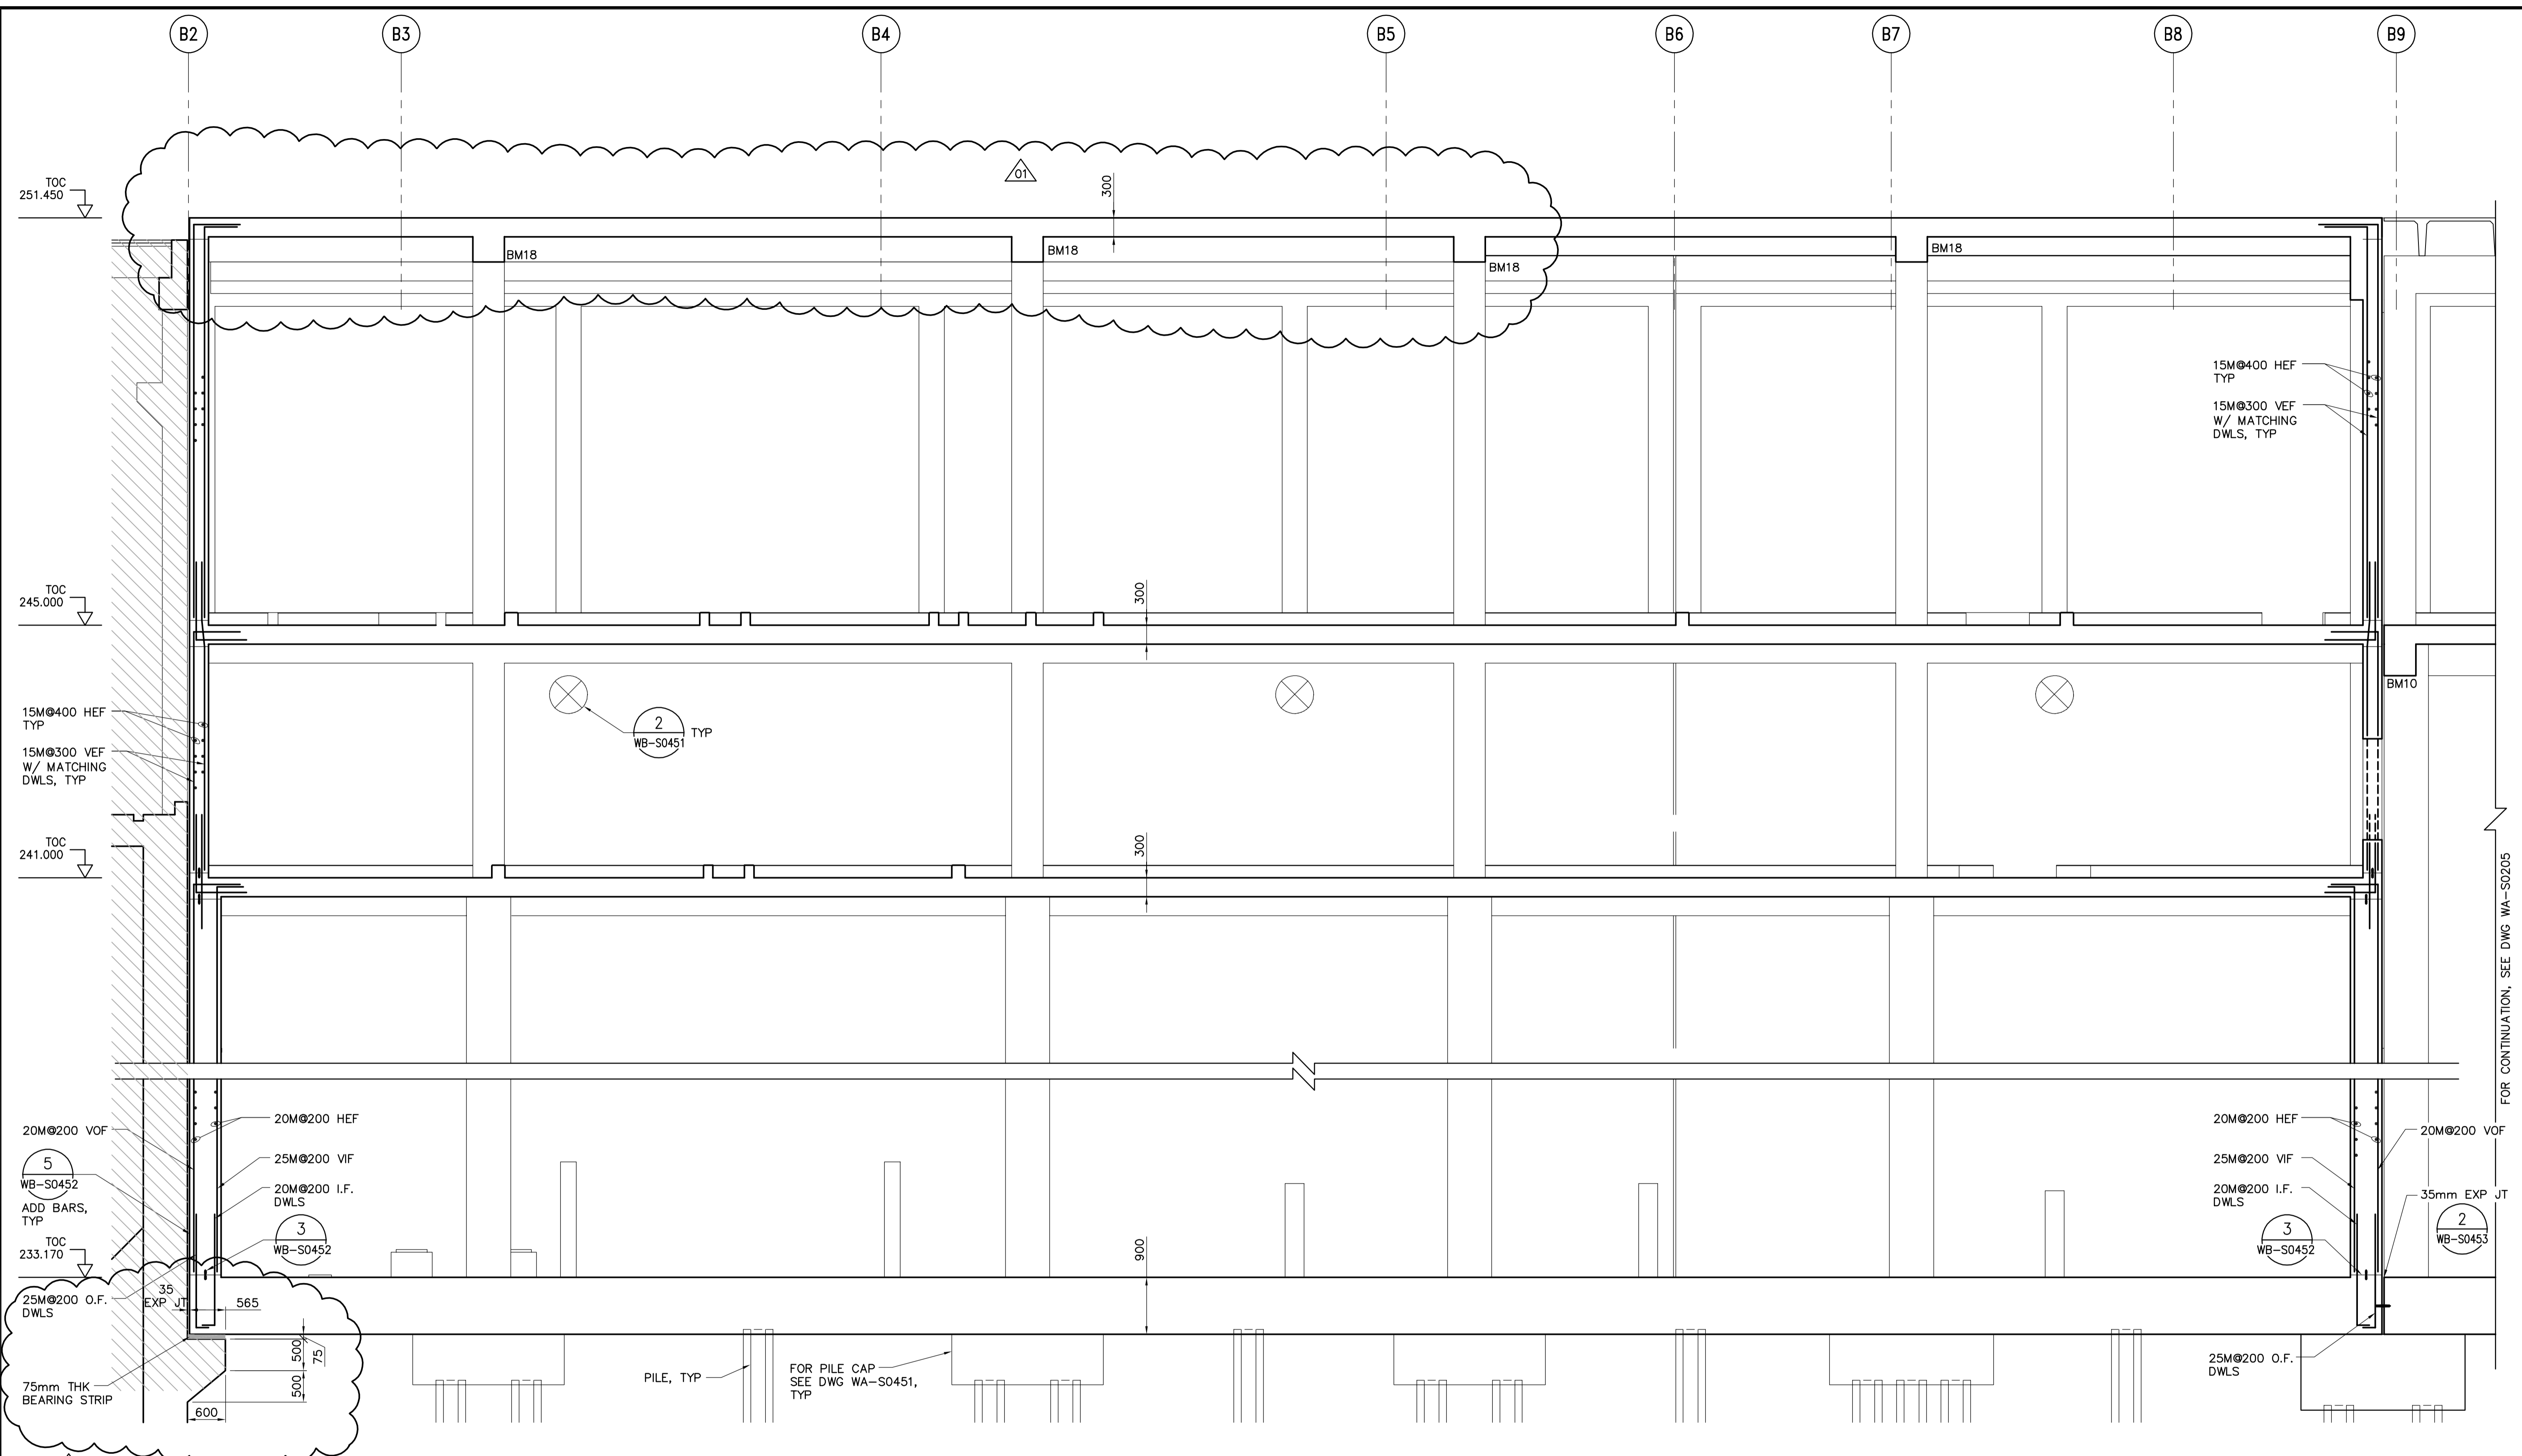 B2
B3
B4
B5
B6
B7
B8
B9
01
TOC
251.450
300
BM18
BM18
BM18
BM18
15M@400 HEF
TYP
15M@300 VEF
W/ MATCHING
DWLS, TYP
TOC
245.000
300
15M@400 HEF
TYP
15M@300 VEF
W/ MATCHING
DWLS, TYP
2
WB-S0451
TYP
BM10
TOC
241.000
300
FOR CONTINUATION, SEE DWG WA-S0205
20M@200 VOF
5
WB-S0452
ADD BARS,
TYP
20M@200 HEF
25M@200 VIF
20M@200 I.F.
DWLS
3
WB-S0452
20M@200 HEF
25M@200 VIF
20M@200 I.F.
DWLS
3
WB-S0452
20M@200 VOF
35mm EXP JT
2
WB-S0453
TOC
233.170
900
25M@200 O.F.
DWLS
35
EXP JT
565
500
75
500
600
75mm THK
BEARING STRIP
PILE, TYP
FOR PILE CAP
SEE DWG WA-S0451,
TYP
25M@200 O.F.
DWLS